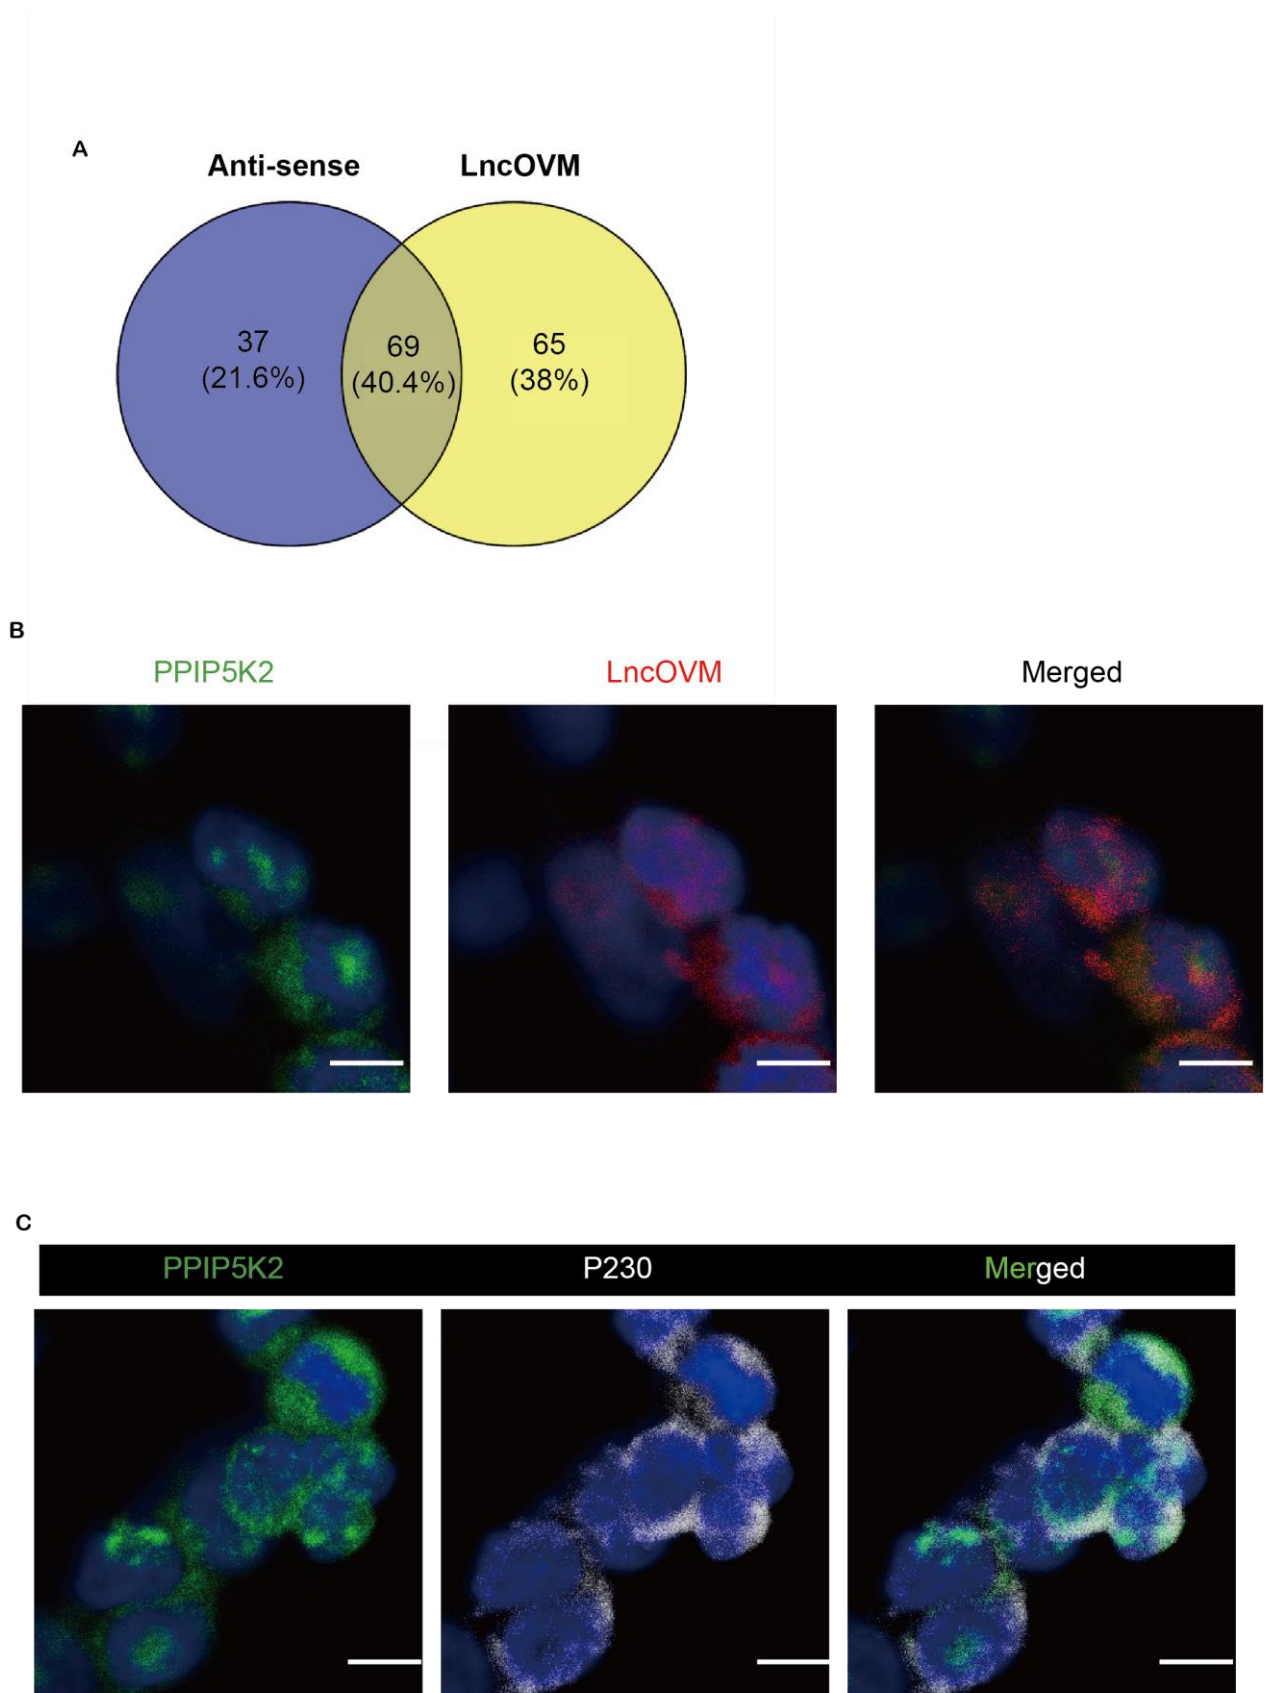 A
Anti-sense LncOVM
37 69 65
(21.6%) (40.4%) (38%)
B
PPIP5K2 LncOVM Merged
C
PPIP5K2 P230 Merged